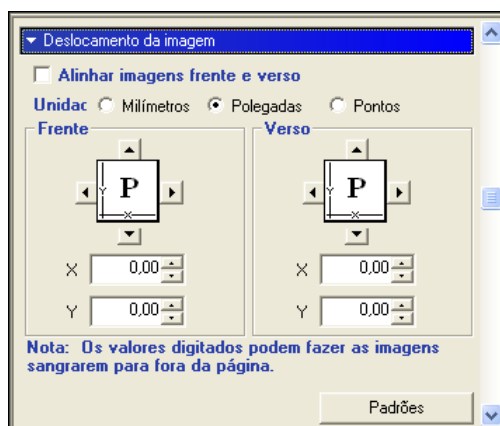 Deslocamento da imagem
Alinhar imagens frente e verso
Unidac Milímetros Polegadas Pontos
Frente Verso
P P
Y Y
X X
X 0,00 X 0,00
Y 0,00 Y 0,00
Nota: Os valores digitados podem fazer as imagens
sangrarem para fora da página.
Padrões